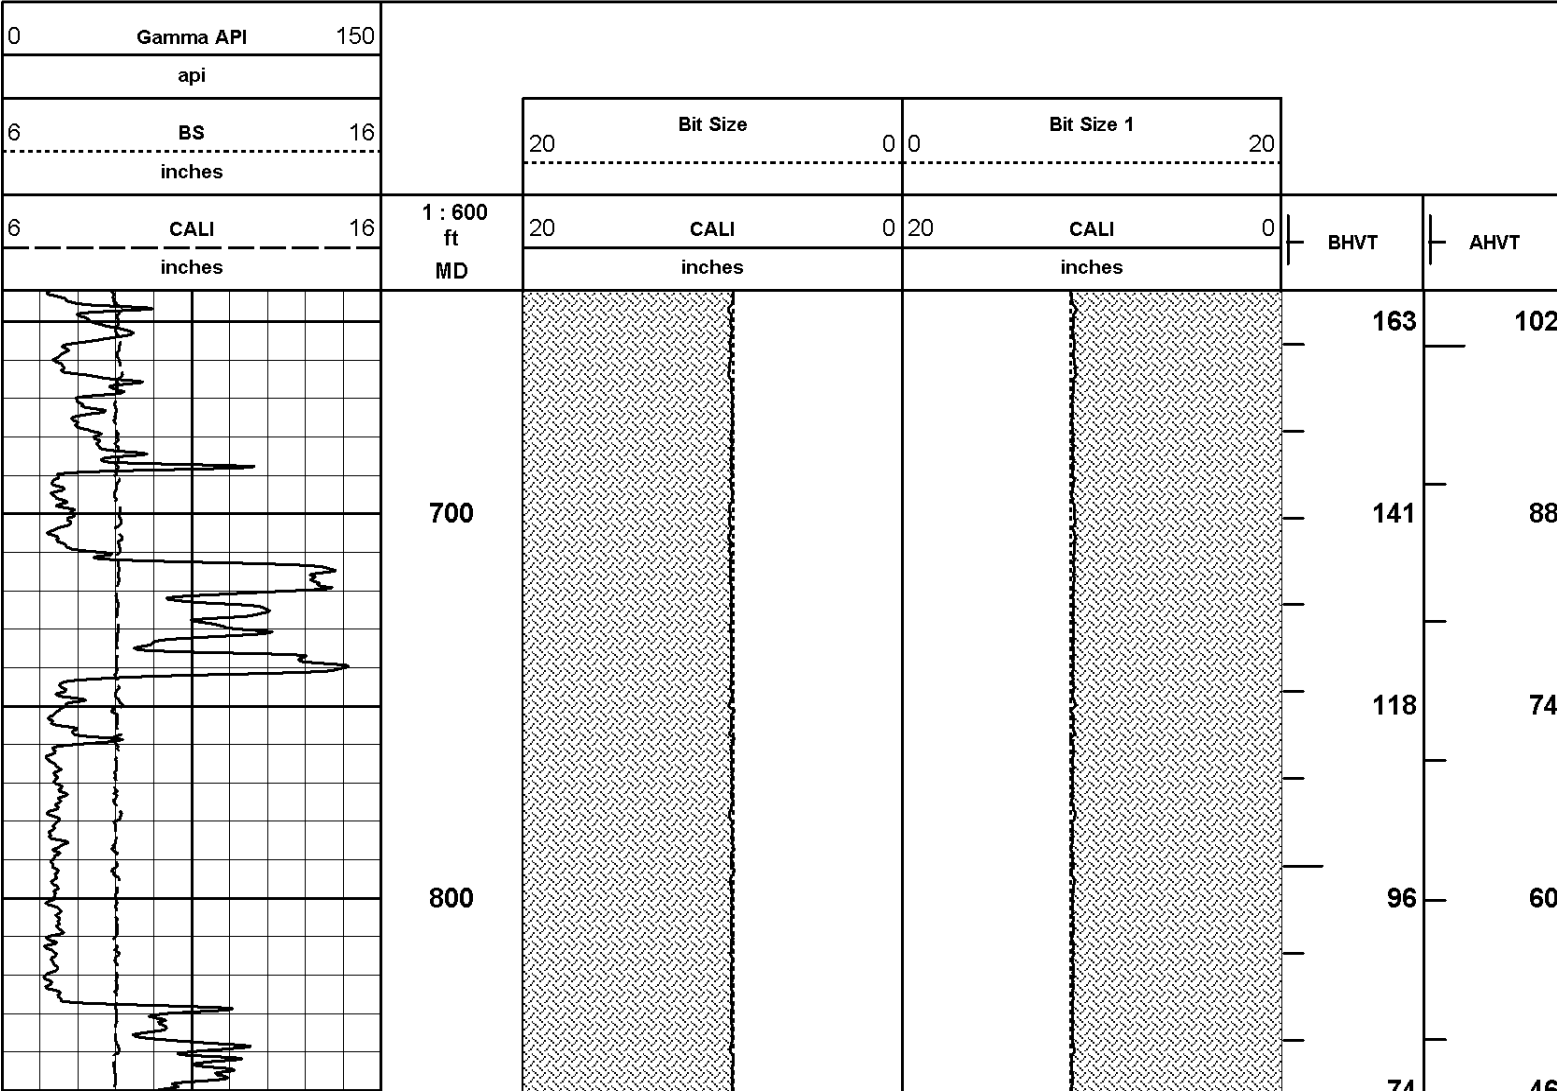 0 Gamma API 150
api
6 BS 16
inches
20 Bit Size 0
0 Bit Size 1 20
6 CALI 16
inches
1 : 600
ft
MD
20 CALI 0
inches
20 CALI 0
inches
BHVT
AHVT
163 102
700 141 88
118 74
800 96 60
74 46